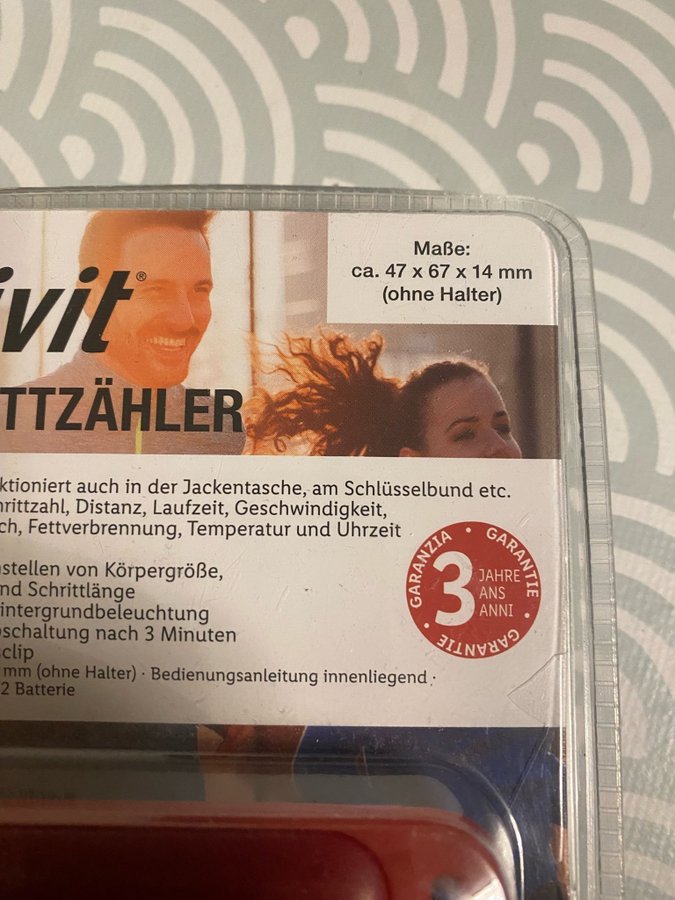 Maße:
ca. 47 x 67 x 14 mm
(ohne Halter)
ivit®
TTZÄHLER
ktioniert auch in der Jackentasche, am Schlüsselbund etc.
rittzahl, Distanz, Laufzeit, Geschwindigkeit,
ch, Fettverbrennung, Temperatur und Uhrzeit
stellen von Körpergröße,
nd Schrittlänge
intergrundbeleuchtung
schaltung nach 3 Minuten
clip
mm (ohne Halter) · Bedienungsanleitung innenliegend ·
2 Batterie
GARANZIA · GARANTIE · GARANTIE ·
3 JAHRE
ANS
ANNI